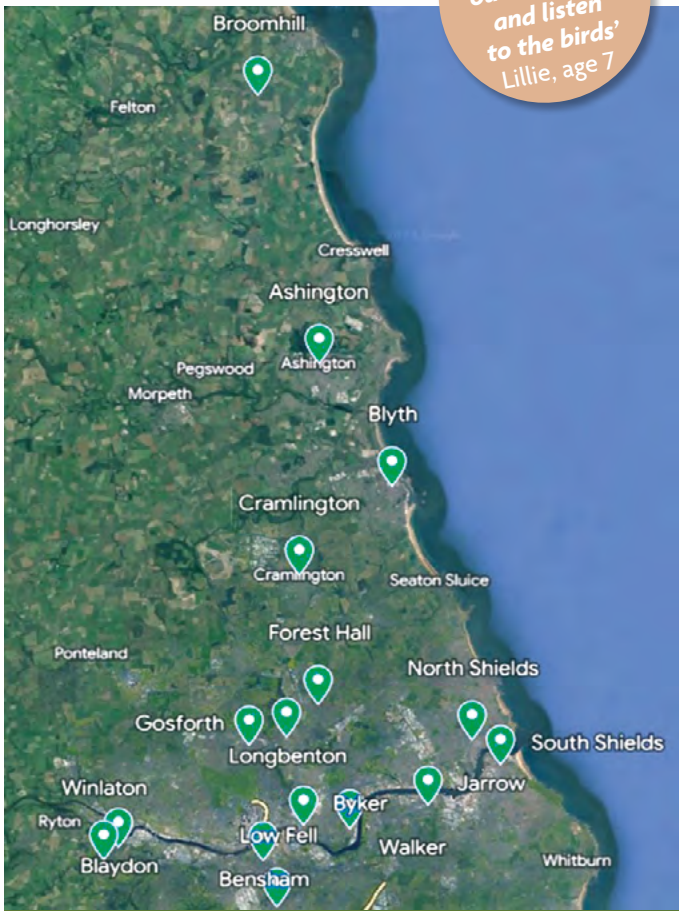 and listen
to the birds’
Lillie, age 7
Broomhill
Felton
Longhorsley
Cresswell
Ashington
Ashington
Pegswood
Morpeth
Blyth
Cramlington
Cramlington
Seaton Sluice
Forest Hall
Ponteland
North Shields
Gosforth
South Shields
Longbenton
Jarrow
Winlaton
Byker
Ryton
Low Fell
Walker
Blaydon
Whitburn
Bensham